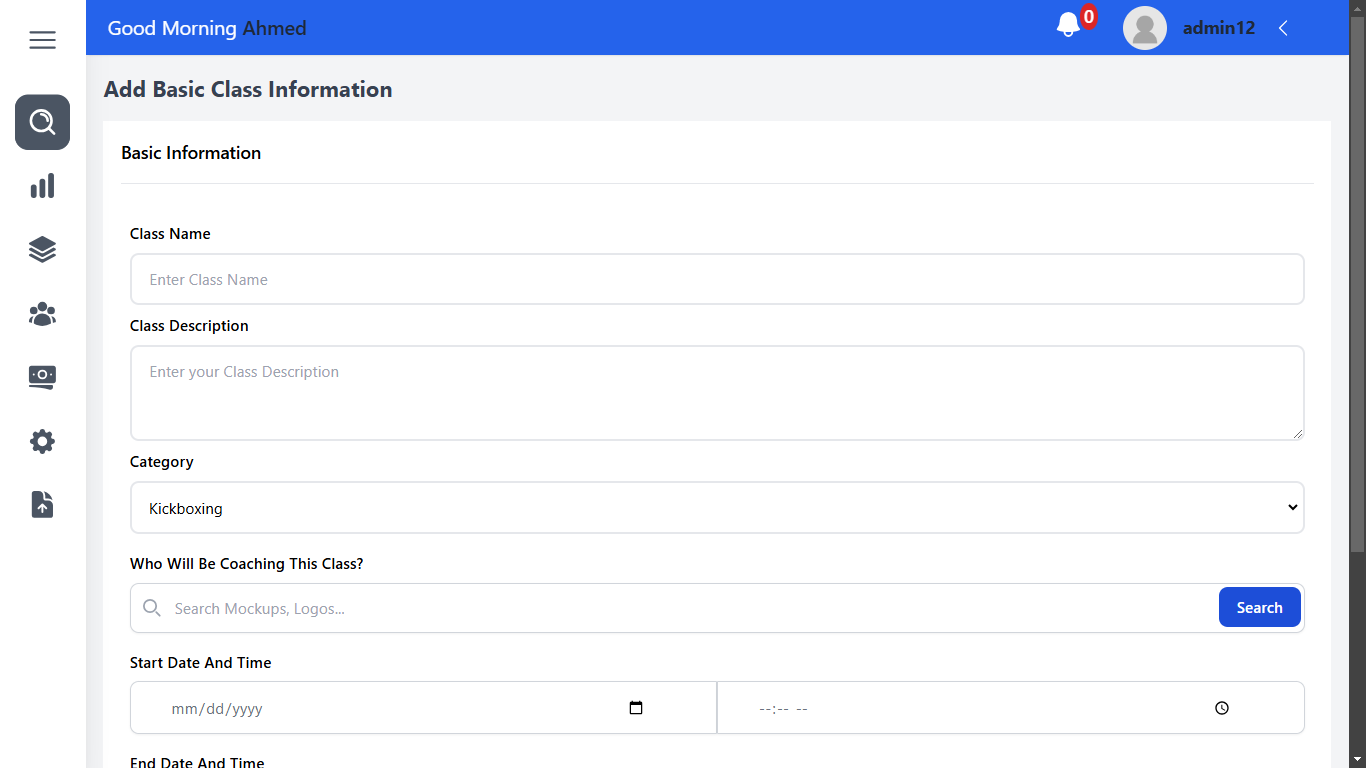 Good Morning Ahmed
0
admin12
Add Basic Class Information
Basic Information
Class Name
Enter Class Name
Class Description
Enter your Class Description
Category
Kickboxing
Who Will Be Coaching This Class?
Search Mockups, Logos...
Search
Start Date And Time
mm/dd/yyyy
--:-- --
End Date And Time